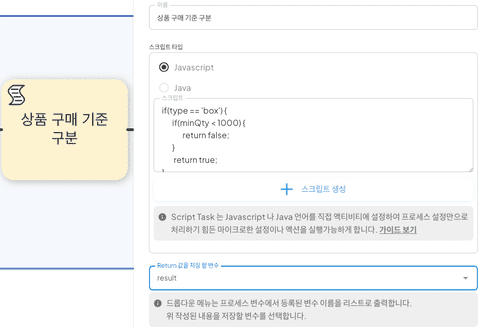 상품 구매 기준
구분
이름
상품 구매 기준 구분
스크립트 타입
Javascript
Java
스크립트
if(type == 'box') {
if(minQty < 1000) {
return false;
}
return true;
}
스크립트 생성
Script Task 는 Javascript 나 Java 언어를 직접 액티비티에 설정하여 프로세스 설정만으로
처리하기 힘든 마이크로한 설정이나 액션을 실행가능하게 합니다. 가이드 보기
Return 값을 저장 할 변수
result
드롭다운 메뉴는 프로세스 변수에서 등록된 변수 이름을 리스트로 출력합니다.
위 작성된 내용을 저장할 변수를 선택합니다.